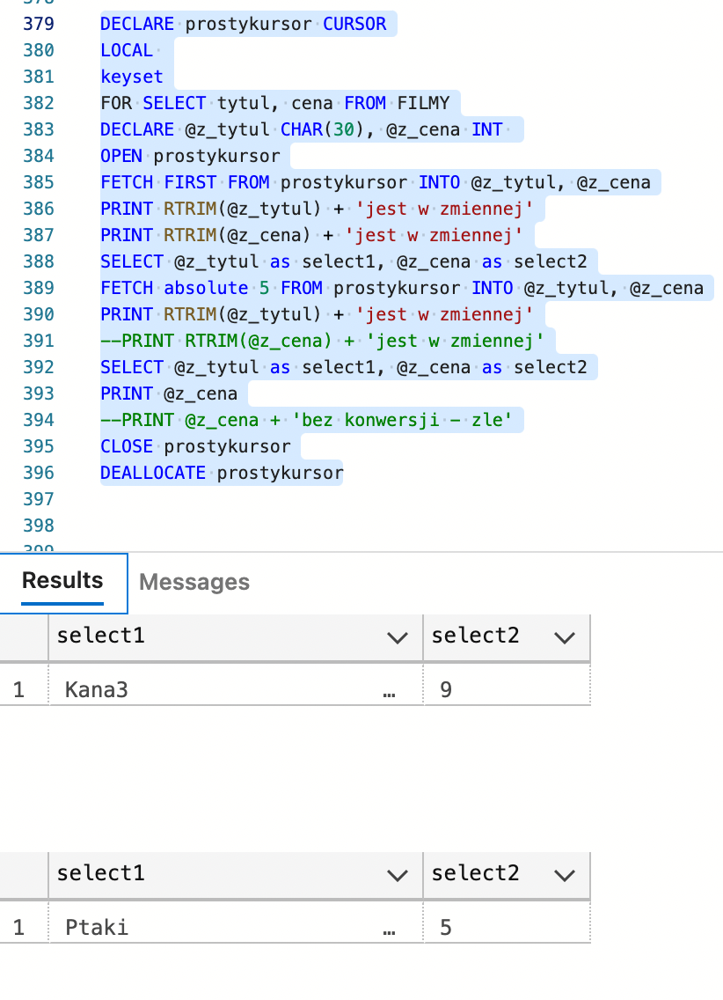 379 DECLARE prostykursor CURSOR
380 LOCAL
381 keyset
382 FOR SELECT tytul, cena FROM FILMY
383 DECLARE @z_tytul CHAR(30), @z_cena INT
384 OPEN prostykursor
385 FETCH FIRST FROM prostykursor INTO @z_tytul, @z_cena
386 PRINT RTRIM(@z_tytul) + 'jest w zmiennej'
387 PRINT RTRIM(@z_cena) + 'jest w zmiennej'
388 SELECT @z_tytul as select1, @z_cena as select2
389 FETCH absolute 5 FROM prostykursor INTO @z_tytul, @z_cena
390 PRINT RTRIM(@z_tytul) + 'jest w zmiennej'
391 --PRINT RTRIM(@z_cena) + 'jest w zmiennej'
392 SELECT @z_tytul as select1, @z_cena as select2
393 PRINT @z_cena
394 --PRINT @z_cena + 'bez konwersji - zle'
395 CLOSE prostykursor
396 DEALLOCATE prostykursor
397
398
Results Messages
select1 select2
1 Kana3 … 9
select1 select2
1 Ptaki … 5